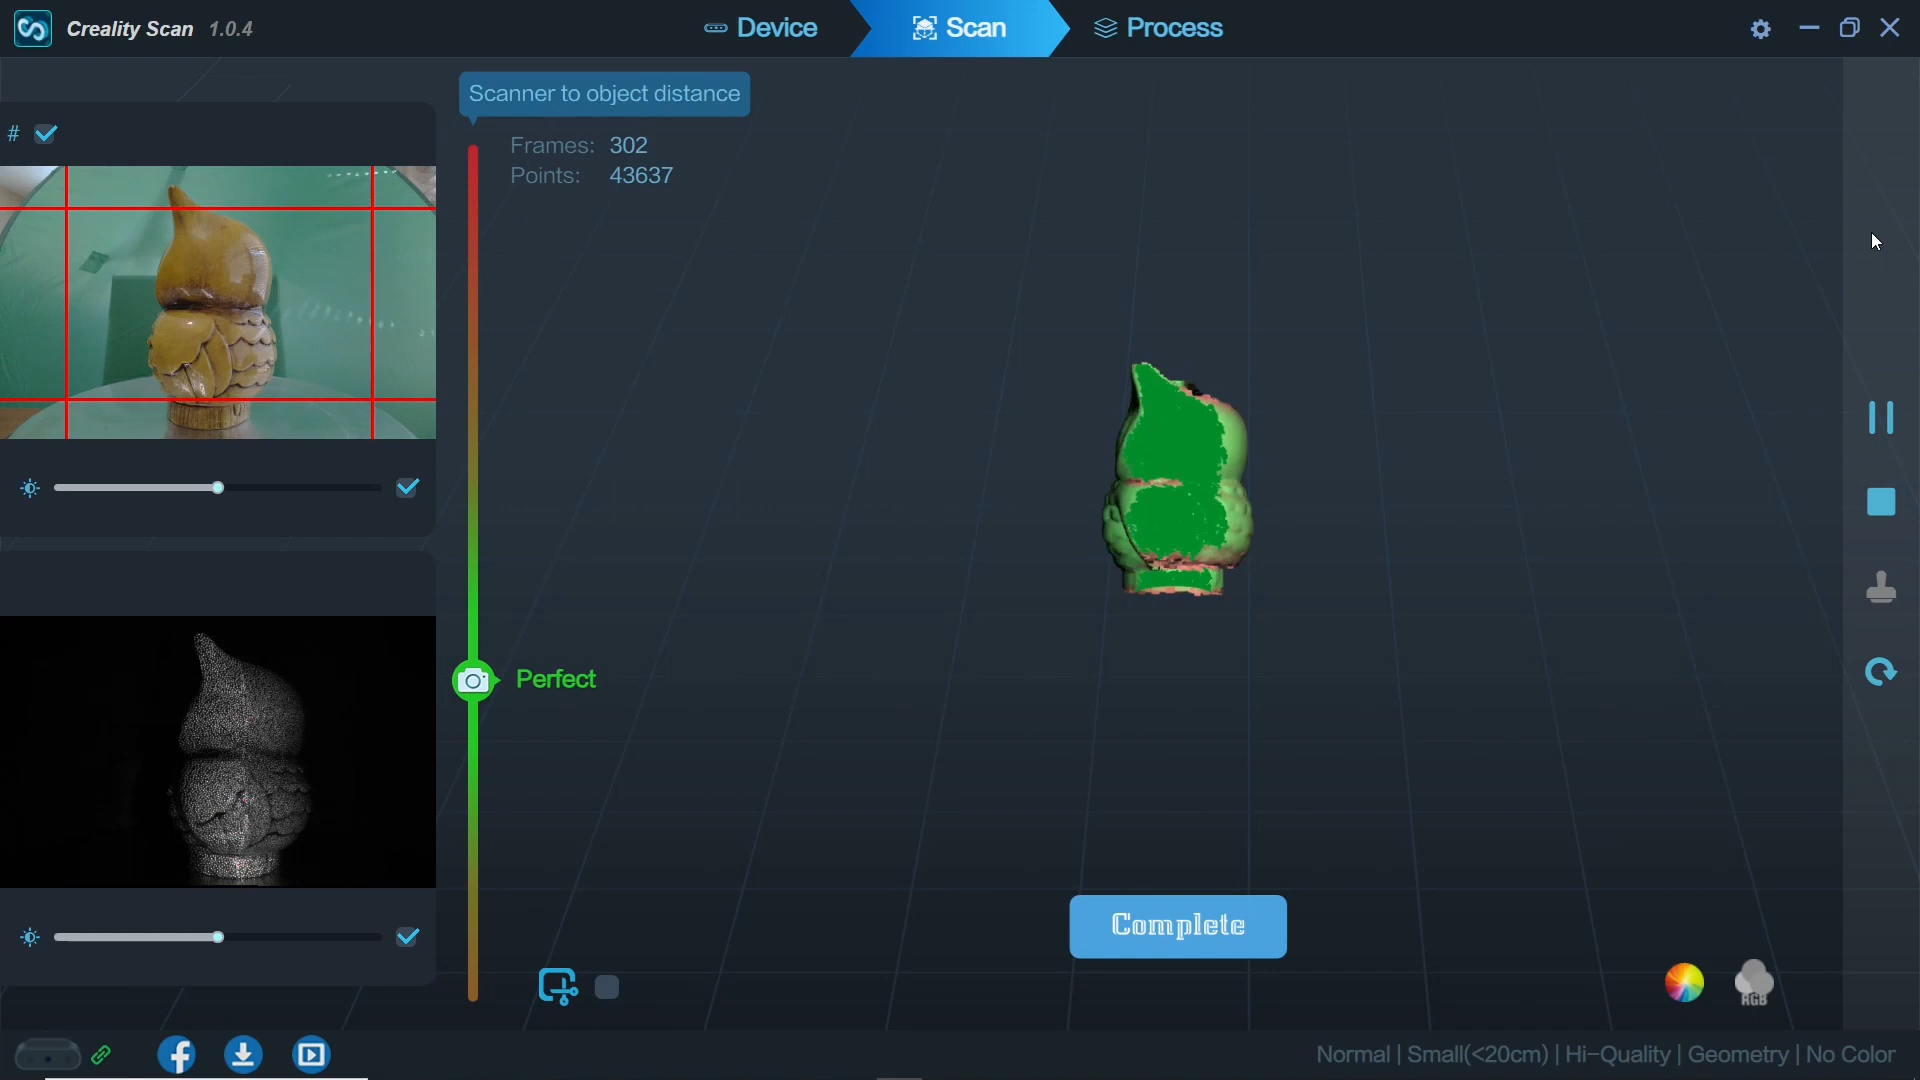 Creality Scan 1.0.4
Device
Scan
Process
Scanner to object distance
#
Frames: 302
Points: 43637
Perfect
Complete
RGB
Normal | Small(<20cm) | Hi-Quality | Geometry | No Color